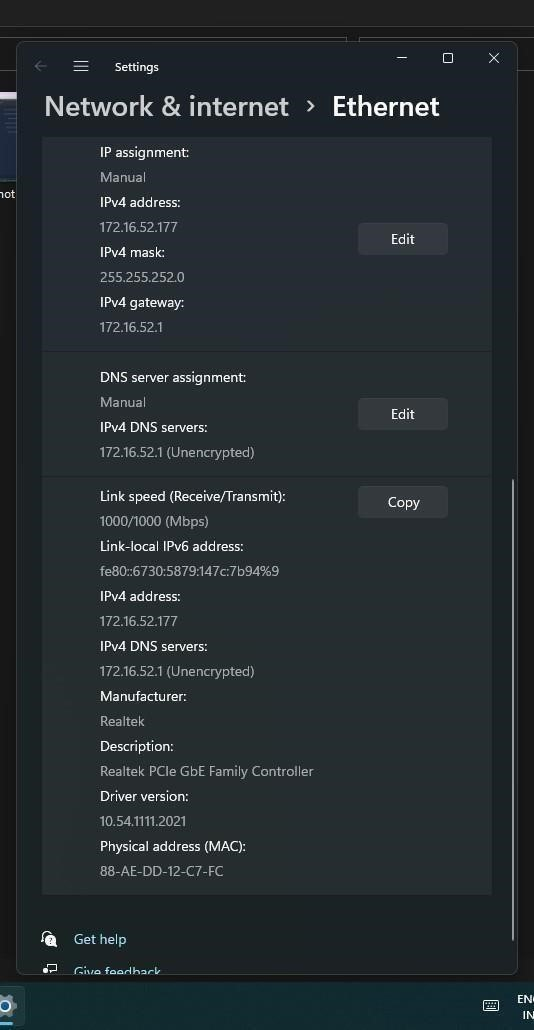 not
Settings
Network & internet > Ethernet
IP assignment:
Manual
IPv4 address:
172.16.52.177
Edit
IPv4 mask:
255.255.252.0
IPv4 gateway:
172.16.52.1
DNS server assignment:
Manual
Edit
IPv4 DNS servers:
172.16.52.1 (Unencrypted)
Link speed (Receive/Transmit):
Copy
1000/1000 (Mbps)
Link-local IPv6 address:
fe80::6730:5879:147c:7b94%9
IPv4 address:
172.16.52.177
IPv4 DNS servers:
172.16.52.1 (Unencrypted)
Manufacturer:
Realtek
Description:
Realtek PCIe GbE Family Controller
Driver version:
10.54.1111.2021
Physical address (MAC):
88-AE-DD-12-C7-FC
Get help
Give feedback
ENG
IN